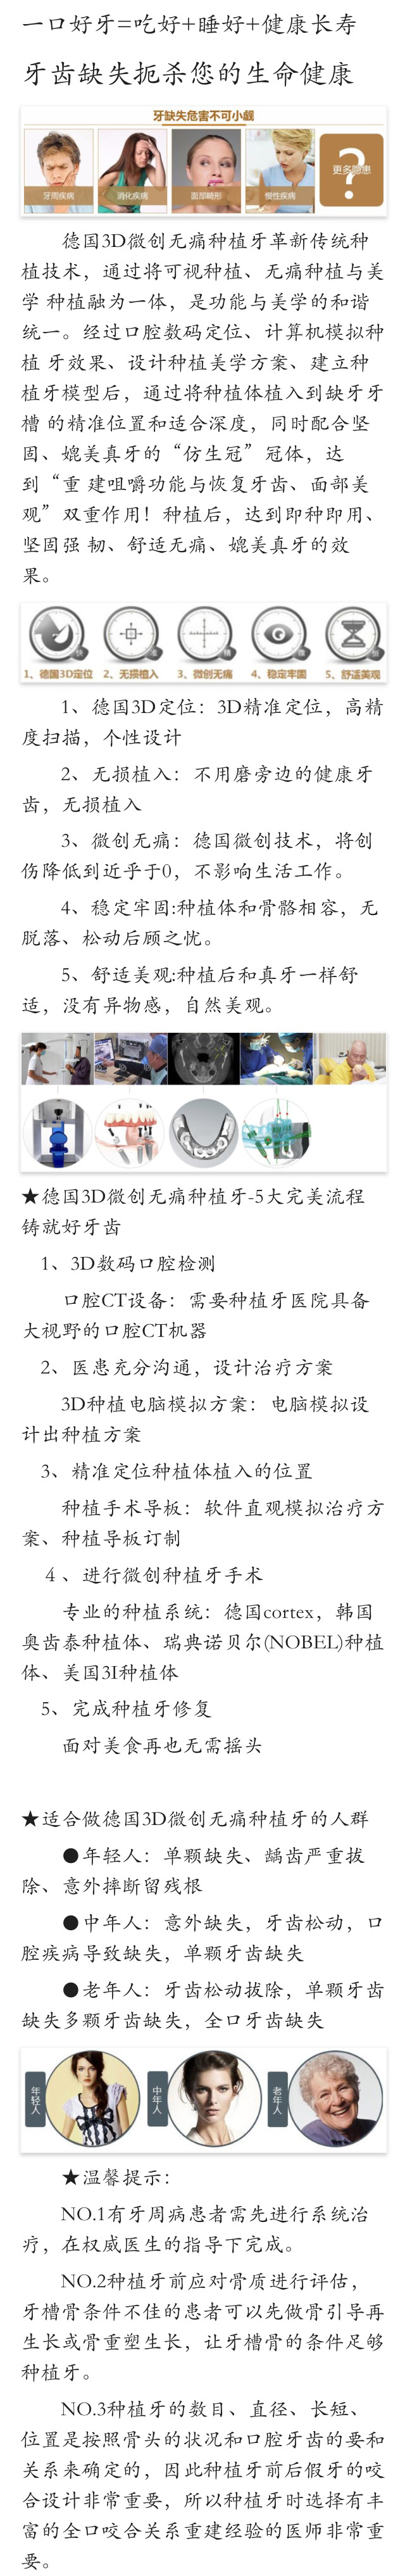 一口好牙=吃好+睡好+健康长寿
牙齿缺失扼杀您的生命健康
牙缺失危害不可小觑
牙周疾病
消化疾病
面部畸形
慢性疾病
?
更多隐患
德国3D微创无痛种植牙革新传统种
植技术，通过将可视种植、无痛种植与美
学 种植融为一体，是功能与美学的和谐
统一。经过口腔数码定位、计算机模拟种
植 牙效果、设计种植美学方案、建立种
植牙模型后，通过将种植体植入到缺牙牙
槽 的精准位置和适合深度，同时配合坚
固、媲美真牙的“仿生冠”冠体，达
到“重 建咀嚼功能与恢复牙齿、面部美
观”双重作用！种植后，达到即种即用、
坚固强 韧、舒适无痛、媲美真牙的效
果。
1、德国3D定位 2、无损植入 3、微创无痛 4、稳定牢固 5、舒适美观
1、德国3D定位：3D精准定位，高精
度扫描，个性设计
2、无损植入：不用磨旁边的健康牙
齿，无损植入
3、微创无痛：德国微创技术，将创
伤降低到近乎于0，不影响生活工作。
4、稳定牢固:种植体和骨骼相容，无
脱落、松动后顾之忧。
5、舒适美观:种植后和真牙一样舒
适，没有异物感，自然美观。
★德国3D微创无痛种植牙-5大完美流程
铸就好牙齿
1、3D数码口腔检测
口腔CT设备：需要种植牙医院具备
大视野的口腔CT机器
2、医患充分沟通，设计治疗方案
3D种植电脑模拟方案：电脑模拟设
计出种植方案
3、精准定位种植体植入的位置
种植手术导板：软件直观模拟治疗方
案、种植导板订制
４、进行微创种植牙手术
专业的种植系统：德国cortex，韩国
奥齿泰种植体、瑞典诺贝尔(NOBEL)种植
体、美国3I种植体
5、完成种植牙修复
面对美食再也无需摇头
★适合做德国3D微创无痛种植牙的人群
●年轻人：单颗缺失、龋齿严重拔
除、意外摔断留残根
●中年人：意外缺失，牙齿松动，口
腔疾病导致缺失，单颗牙齿缺失
●老年人：牙齿松动拔除，单颗牙齿
缺失多颗牙齿缺失，全口牙齿缺失
年轻人
中年人
老年人
★温馨提示：
NO.1有牙周病患者需先进行系统治
疗，在权威医生的指导下完成。
NO.2种植牙前应对骨质进行评估，
牙槽骨条件不佳的患者可以先做骨引导再
生长或骨重塑生长，让牙槽骨的条件足够
种植牙。
NO.3种植牙的数目、直径、长短、
位置是按照骨头的状况和口腔牙齿的要和
关系来确定的，因此种植牙前后假牙的咬
合设计非常重要，所以种植牙时选择有丰
富的全口咬合关系重建经验的医师非常重
要。